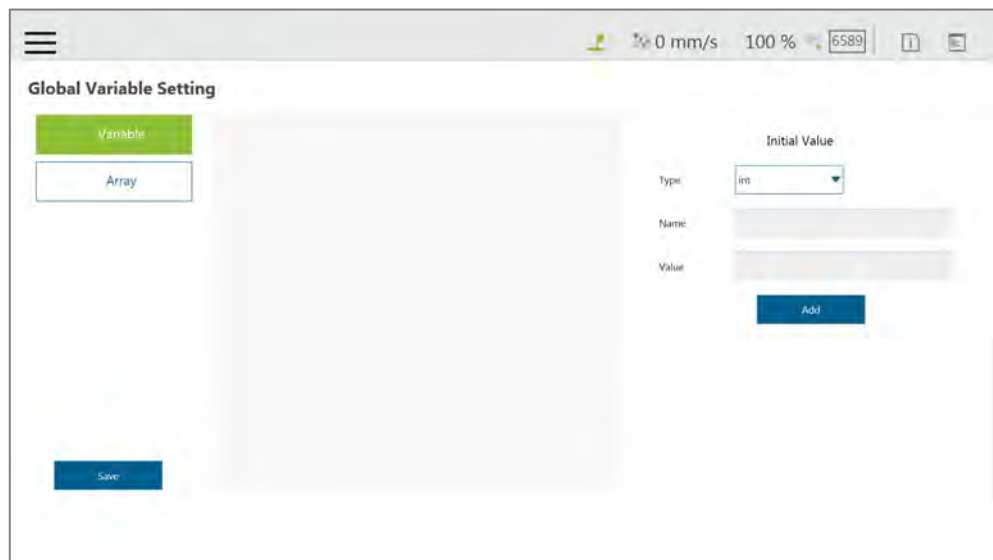 0 mm/s 100 % 6589
Global Variable Setting
Variable
Array
Initial Value
Type int
Name
Value
Add
Save